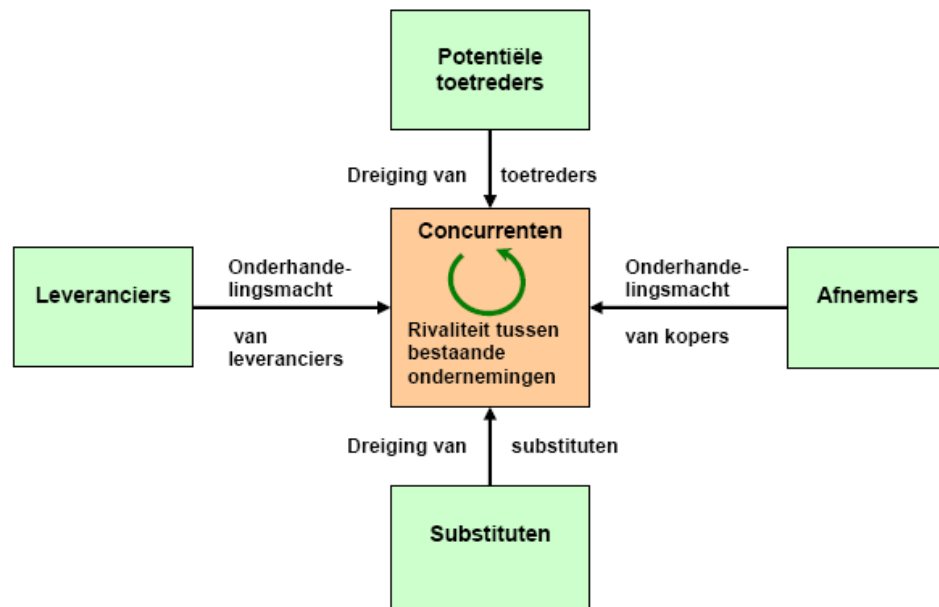 Potentiële
toetreders
Dreiging van toetreders
Concurrenten
Leveranciers
Onderhande-
lingsmacht
van
leveranciers
Rivaliteit tussen
bestaande
ondernemingen
Onderhande-
lingsmacht
van kopers
Afnemers
Dreiging van substituten
Substituten